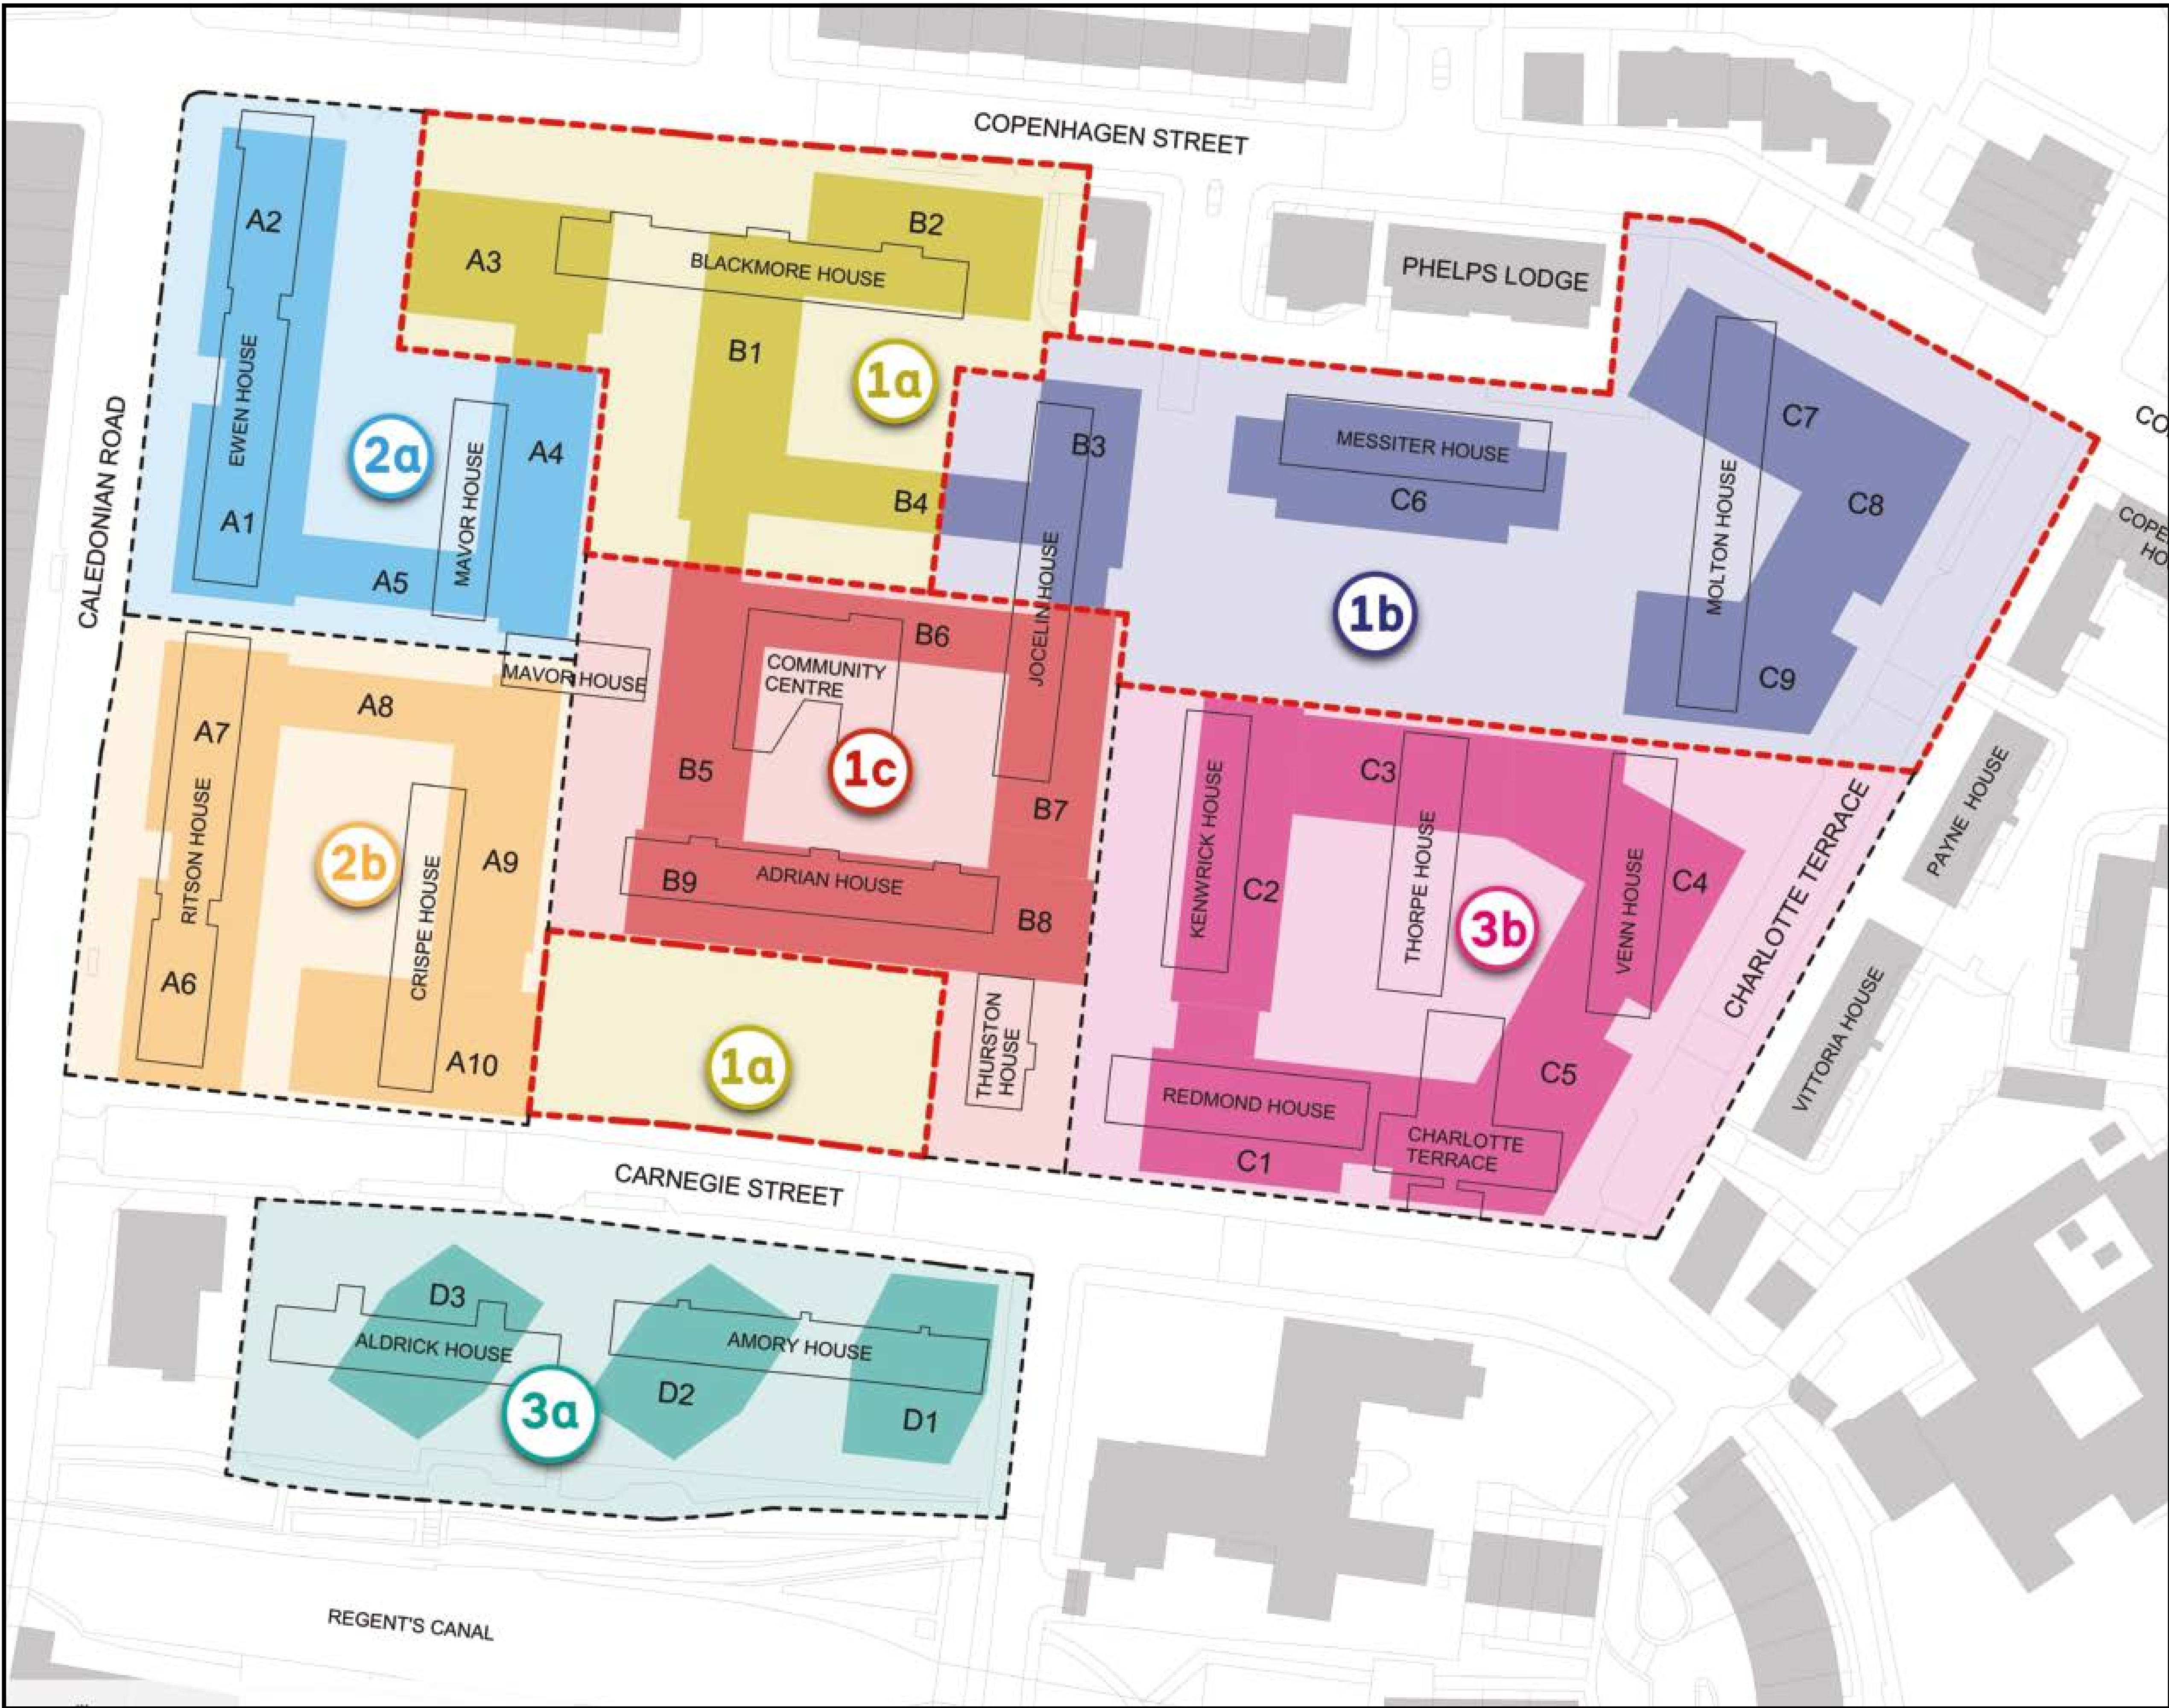 COPENHAGEN STREET
A2
B2
A3
BLACKMORE HOUSE
PHELPS LODGE
B1
1a
EWEN HOUSE
CALEDONIAN ROAD
2a
MAVOR HOUSE
A4
B3
MESSITER HOUSE
C7
CO
B4
C6
C8
A1
MOLTON HOUSE
COPE
HO
A5
JOCELIN HOUSE
1b
B6
COMMUNITY
CENTRE
MAVOR HOUSE
C9
A8
A7
B5
1c
C3
B7
KENWRICK HOUSE
THORPE HOUSE
PAYNE HOUSE
RITSON HOUSE
2b
A9
B9
ADRIAN HOUSE
C2
VENN HOUSE
C4
CHARLOTTE TERRACE
CRISPE HOUSE
B8
3b
A6
A10
1a
THURSTON
HOUSE
C5
VITTORIA HOUSE
REDMOND HOUSE
CHARLOTTE
TERRACE
C1
CARNEGIE STREET
D3
ALDRICK HOUSE
AMORY HOUSE
D2
3a
D1
REGENT'S CANAL